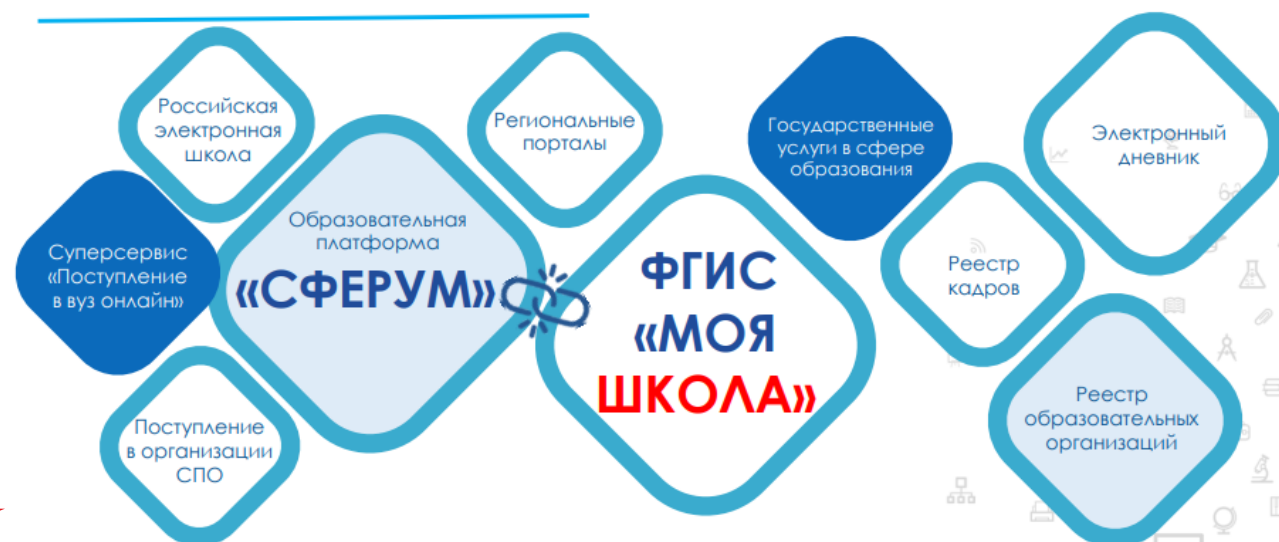 Российская
электронная
школа
Региональные
порталы
Государственные
услуги в сфере
образования
Электронный
дневник
Образовательная
платформа
«СФЕРУМ»
Суперсервис
«Поступление
в вуз онлайн»
ФГИС
«МОЯ
ШКОЛА»
Реестр
кадров
Поступление
в организации
СПО
Реестр
образовательных
организаций